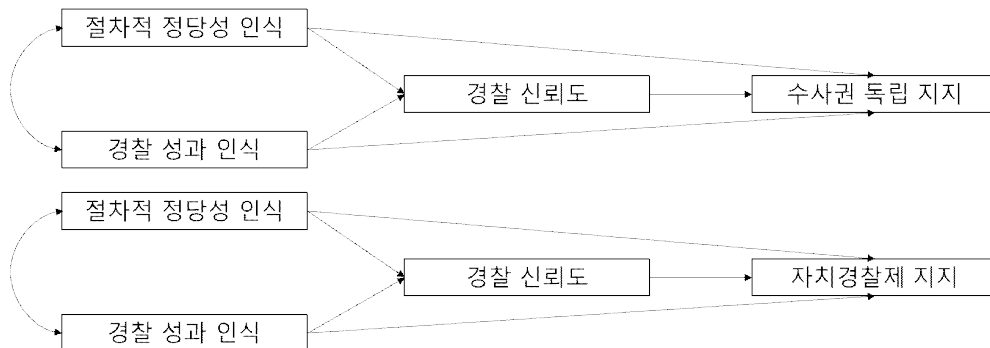 절차적 정당성 인식
경찰 신뢰도
수사권 독립 지지
경찰 성과 인식
절차적 정당성 인식
경찰 신뢰도
자치경찰제 지지
경찰 성과 인식